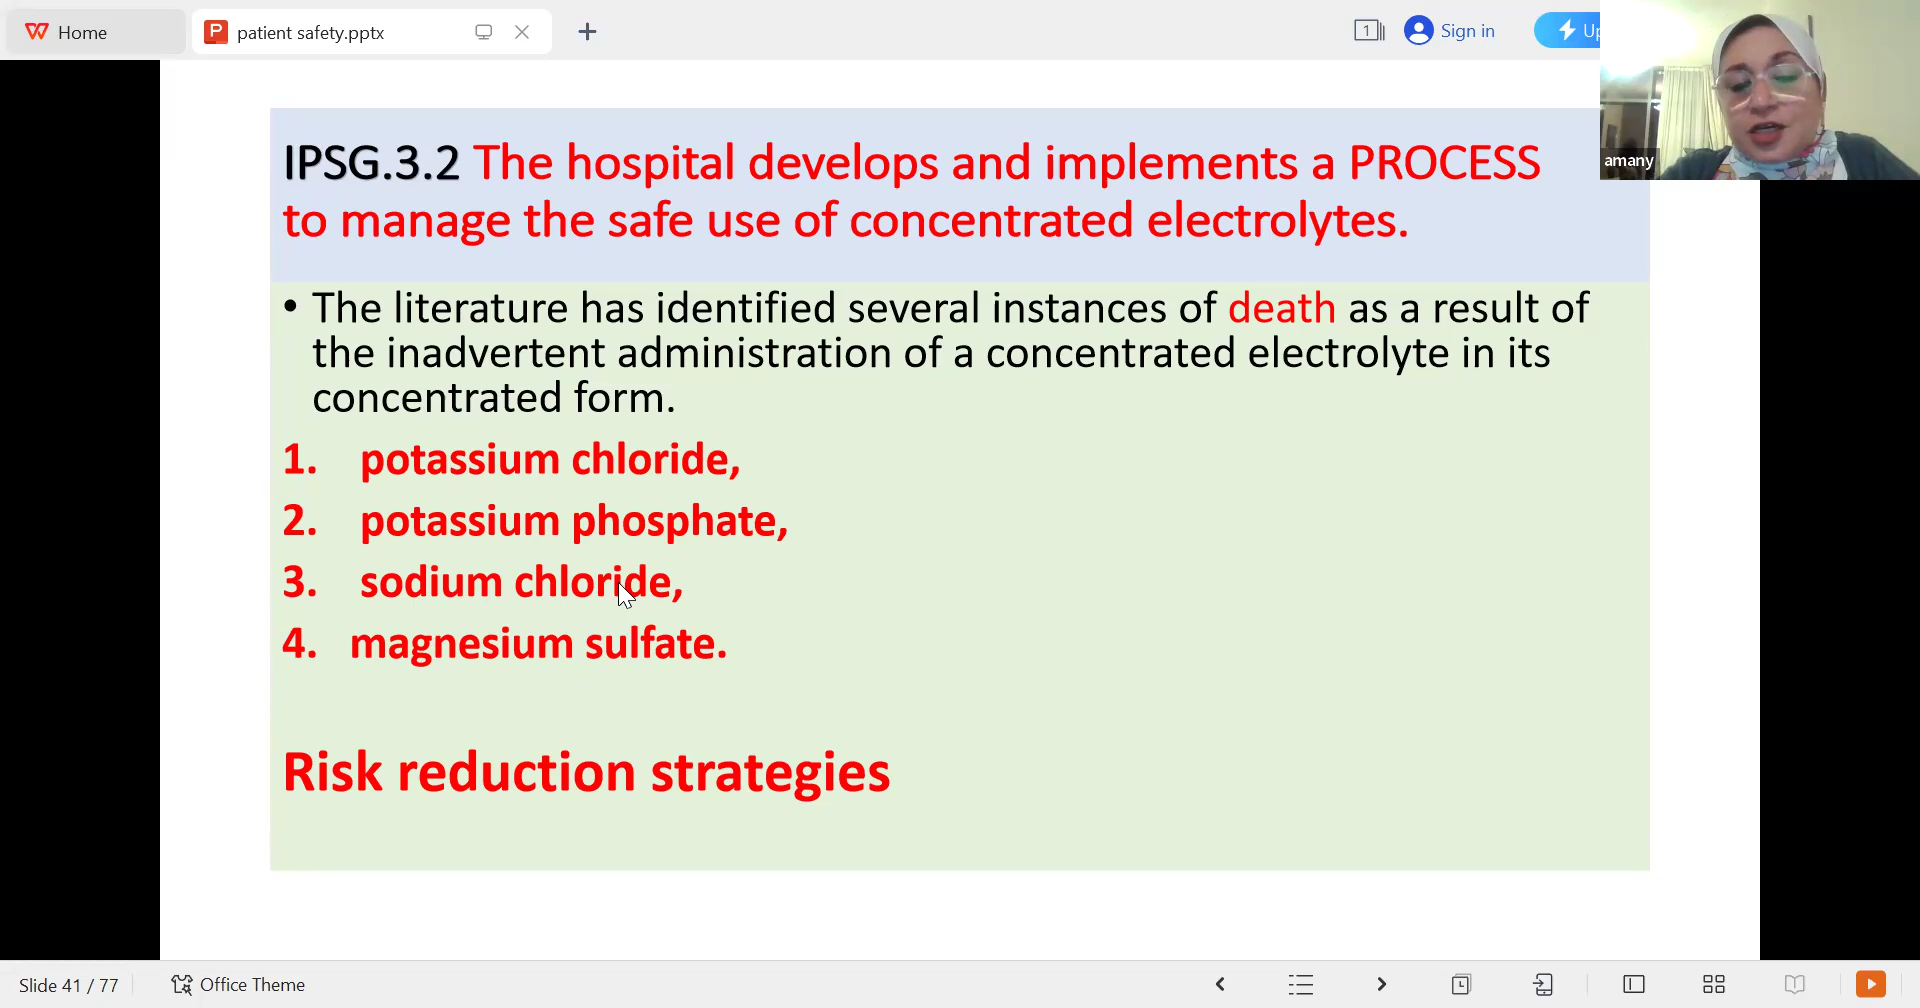 Home
patient safety.pptx
1
Sign in
amany
IPSG.3.2 The hospital develops and implements a PROCESS
to manage the safe use of concentrated electrolytes.
• The literature has identified several instances of death as a result of
the inadvertent administration of a concentrated electrolyte in its
concentrated form.
1. potassium chloride,
2. potassium phosphate,
3. sodium chloride,
4. magnesium sulfate.
Risk reduction strategies
Slide 41 / 77
Office Theme